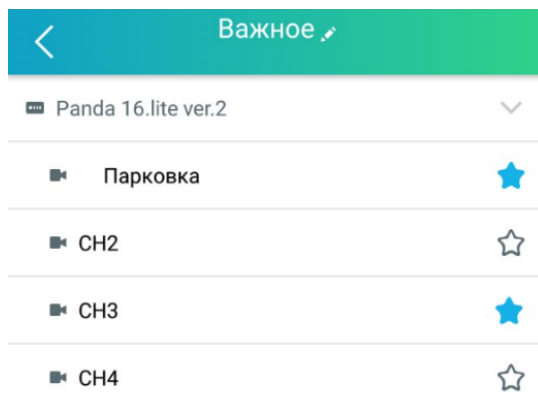 Важное
Panda 16.lite ver.2
Парковка
CH2
CH3
CH4